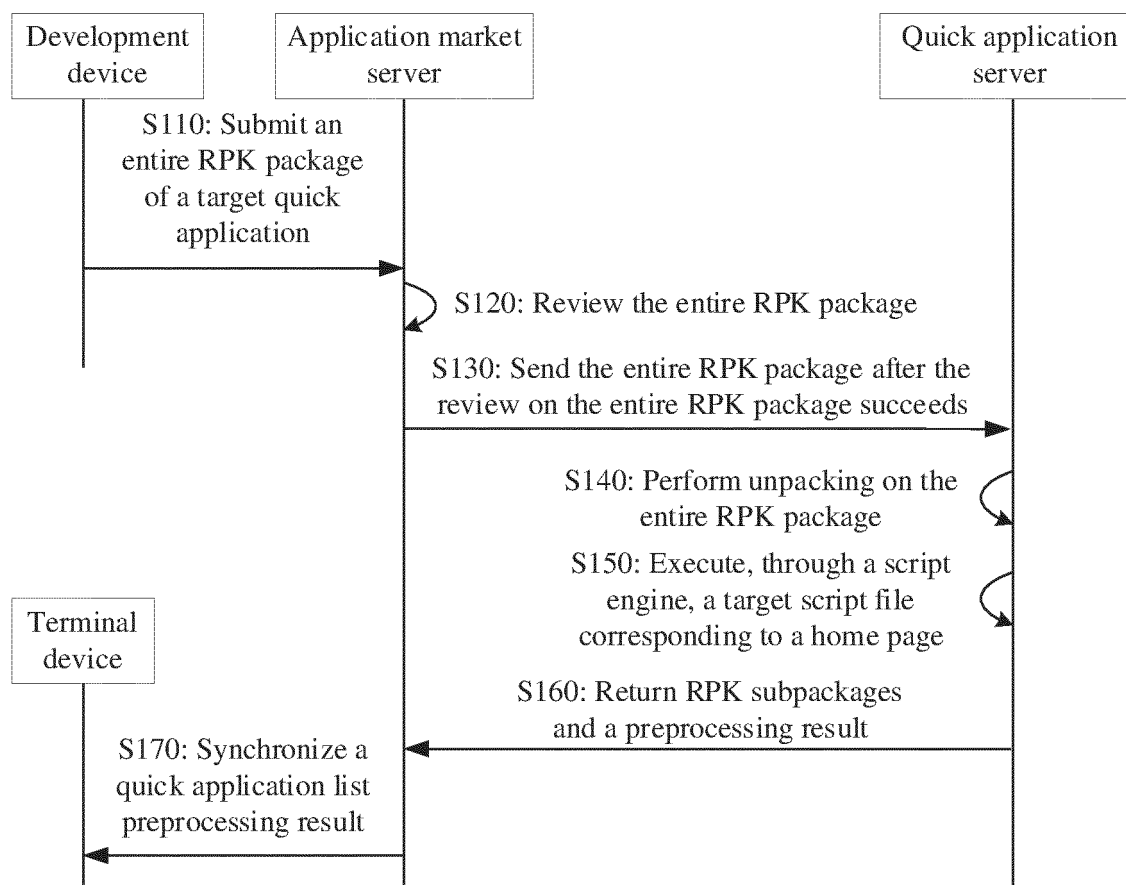 Development
device
Application market
server
Quick application
server
S110: Submit an
entire RPK package
of a target quick
application
S120: Review the entire RPK package
S130: Send the entire RPK package after the
review on the entire RPK package succeeds
S140: Perform unpacking on the
entire RPK package
S150: Execute, through a script
engine, a target script file
corresponding to a home page
Terminal
device
S160: Return RPK subpackages
and a preprocessing result
S170: Synchronize a
quick application list
preprocessing result